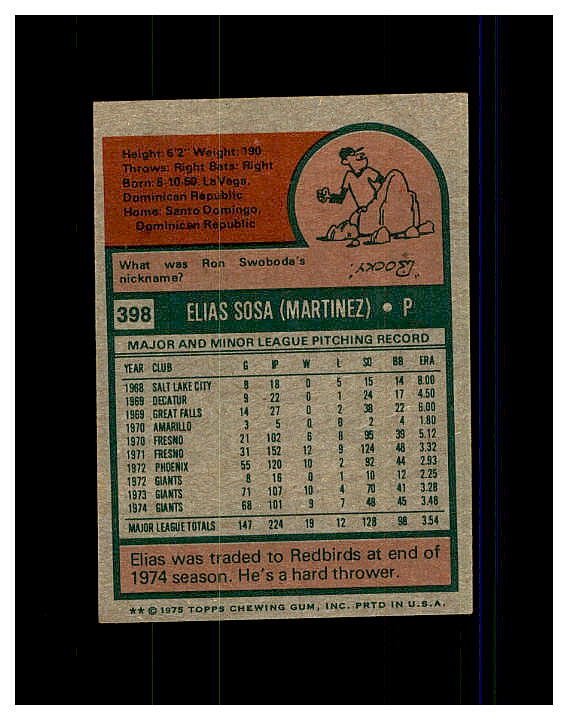 Height: 6'2" Weight: 190
Throws: Right Bats: Right
Born: 6-10-50, La Vega,
Dominican Republic
Home: Santo Domingo,
Dominican Republic
What was Ron Swoboda's
nickname?
"Rocky".
398 ELIAS SOSA (MARTINEZ) • P
MAJOR AND MINOR LEAGUE PITCHING RECORD
YEAR CLUB G IP W L SO BB ERA
1968 SALT LAKE CITY 8 18 0 5 15 14 8.00
1969 DECATUR 9 22 0 1 24 17 4.50
1969 GREAT FALLS 14 27 0 2 38 22 6.00
1970 AMARILLO 3 5 0 0 2 4 1.80
1970 FRESNO 21 102 6 8 95 39 5.12
1971 FRESNO 31 152 12 9 124 48 3.32
1972 PHOENIX 55 120 10 2 92 44 2.93
1972 GIANTS 8 16 0 1 10 12 2.25
1973 GIANTS 71 107 10 4 70 41 3.28
1974 GIANTS 68 101 9 7 48 45 3.48
MAJOR LEAGUE TOTALS 147 224 19 12 128 98 3.54
Elias was traded to Redbirds at end of
1974 season. He's a hard thrower.
** © 1975 TOPPS CHEWING GUM, INC. PRTD IN U.S.A.